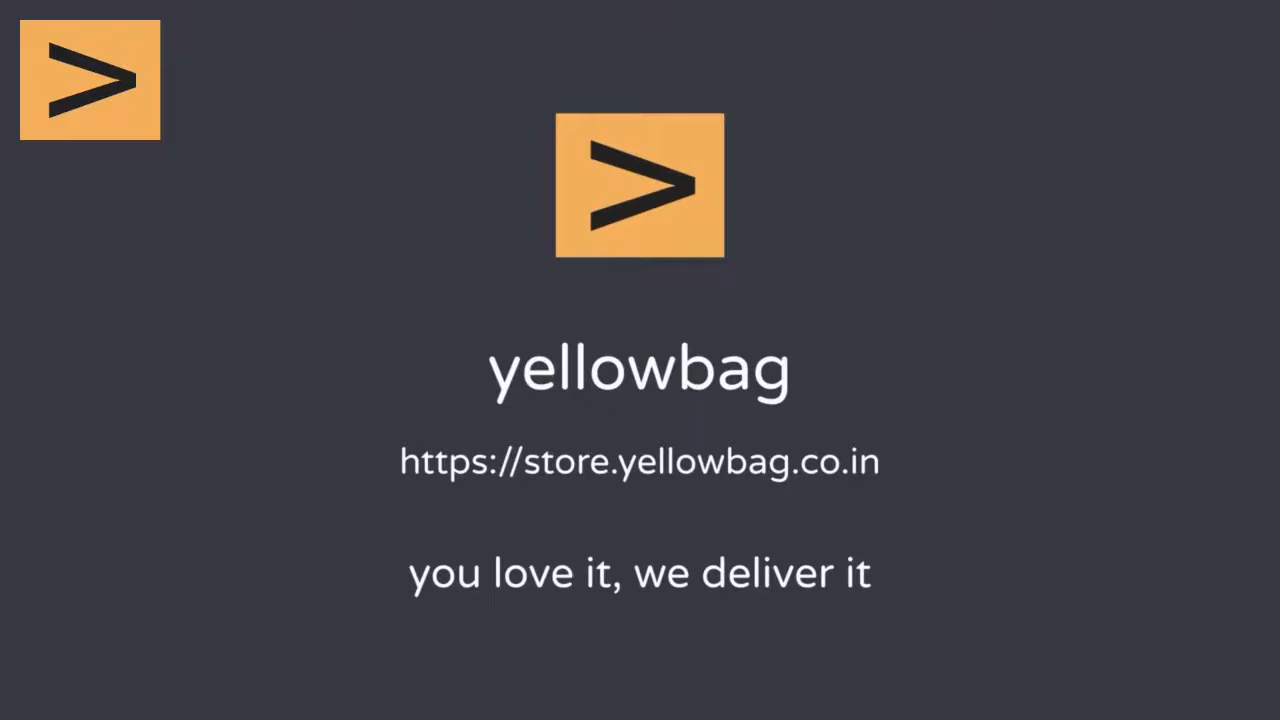 >
>
yellowbag
https://store.yellowbag.co.in
you love it, we deliver it